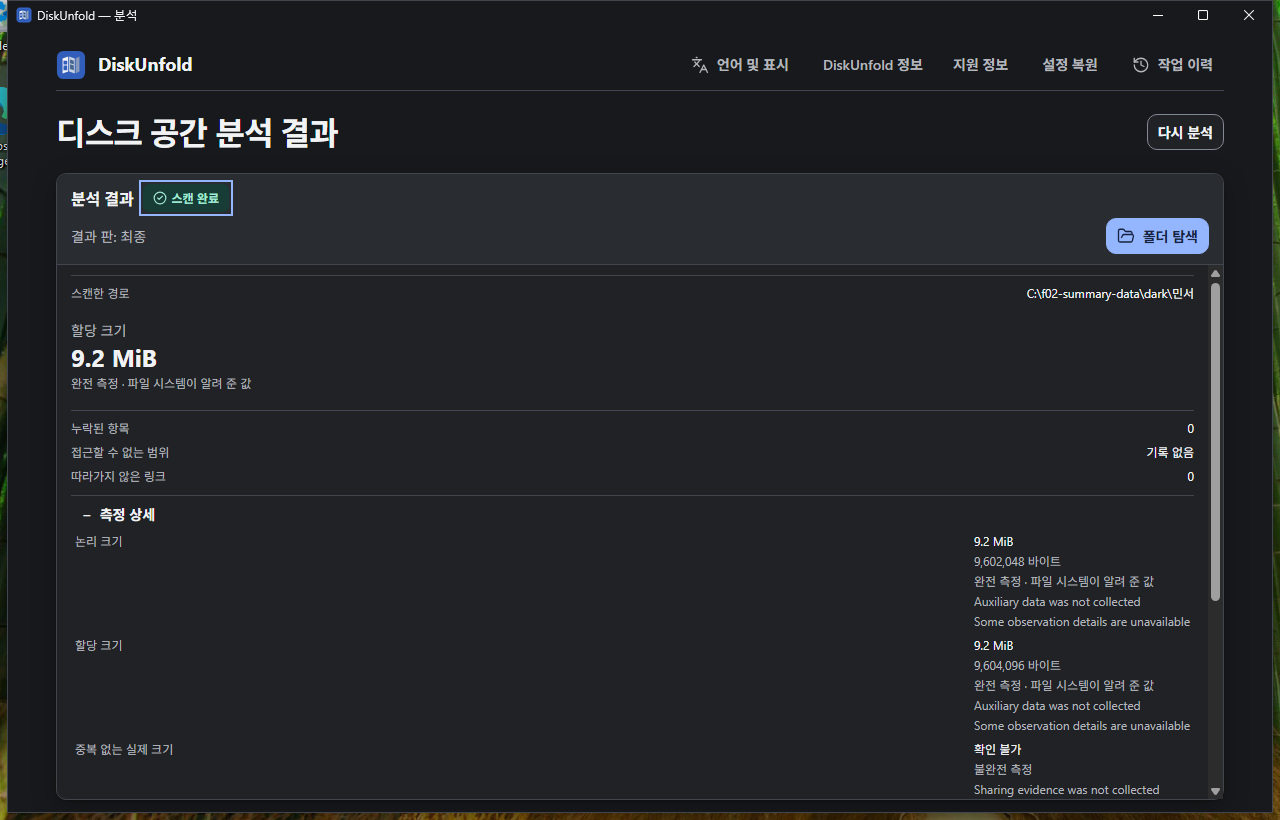 DiskUnfold — 분석
DiskUnfold
언어 및 표시
DiskUnfold 정보
지원 정보
설정 복원
작업 이력
디스크 공간 분석 결과
다시 분석
분석 결과
스캔 완료
결과 판: 최종
폴더 탐색
스캔한 경로
C:\f02-summary-data\dark\민서
할당 크기
9.2 MiB
완전 측정 · 파일 시스템이 알려 준 값
누락된 항목
0
접근할 수 없는 범위
기록 없음
따라가지 않은 링크
0
– 측정 상세
논리 크기
9.2 MiB
9,602,048 바이트
완전 측정 · 파일 시스템이 알려 준 값
Auxiliary data was not collected
Some observation details are unavailable
할당 크기
9.2 MiB
9,604,096 바이트
완전 측정 · 파일 시스템이 알려 준 값
Auxiliary data was not collected
Some observation details are unavailable
중복 없는 실제 크기
확인 불가
불완전 측정
Sharing evidence was not collected